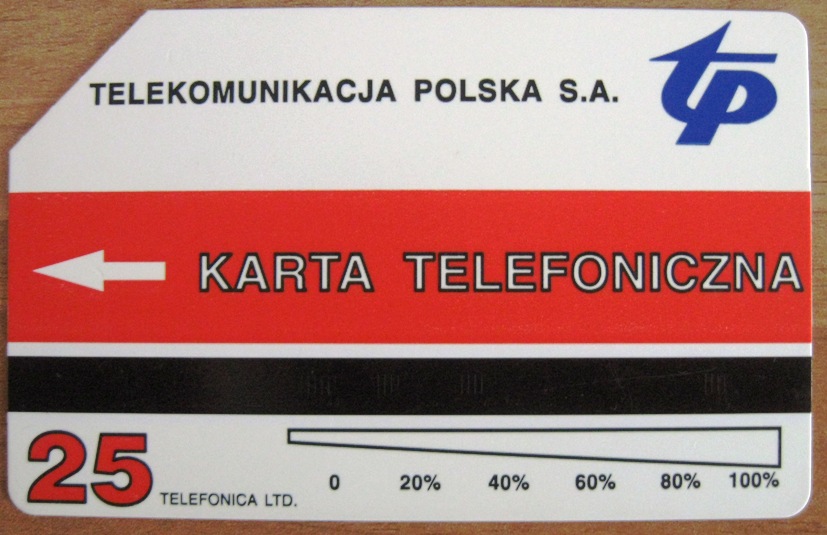 TELEKOMUNIKACJA POLSKA S.A.
tp
KARTA TELEFONICZNA
25 TELEFONICA LTD.
0 20% 40% 60% 80% 100%